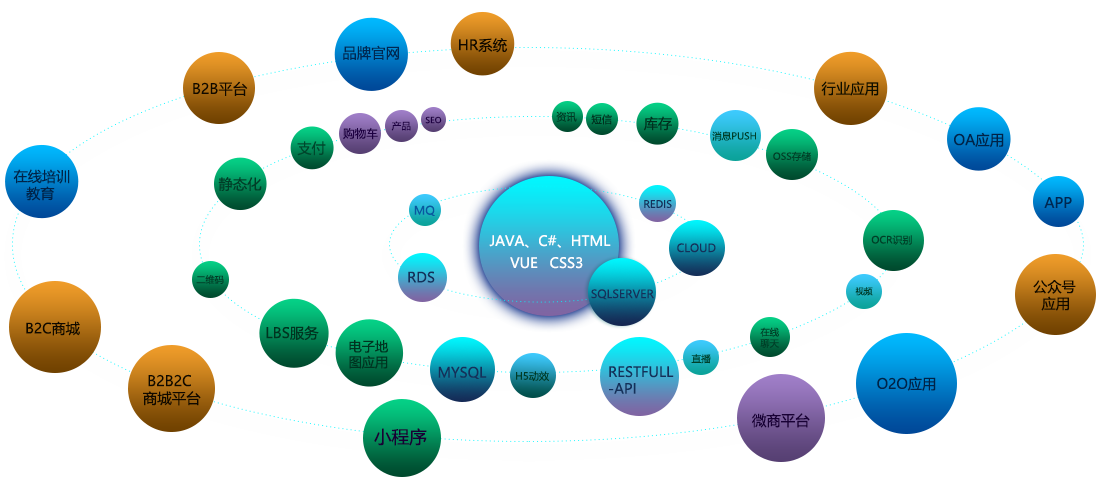 HR系统
品牌官网
B2B平台
行业应用
OA应用
在线培训
教育
APP
公众号
应用
B2C商城
B2B2C
商城平台
小程序
微商平台
O2O应用
SEO
产品
购物车
支付
静态化
资讯
短信
库存
消息PUSH
OSS存储
OCR识别
视频
二维码
LBS服务
电子地
图应用
MYSQL
H5动效
RESTFULL
-API
直播
在线
聊天
MQ
REDIS
CLOUD
RDS
SQLSERVER
JAVA、C#、HTML
VUE CSS3